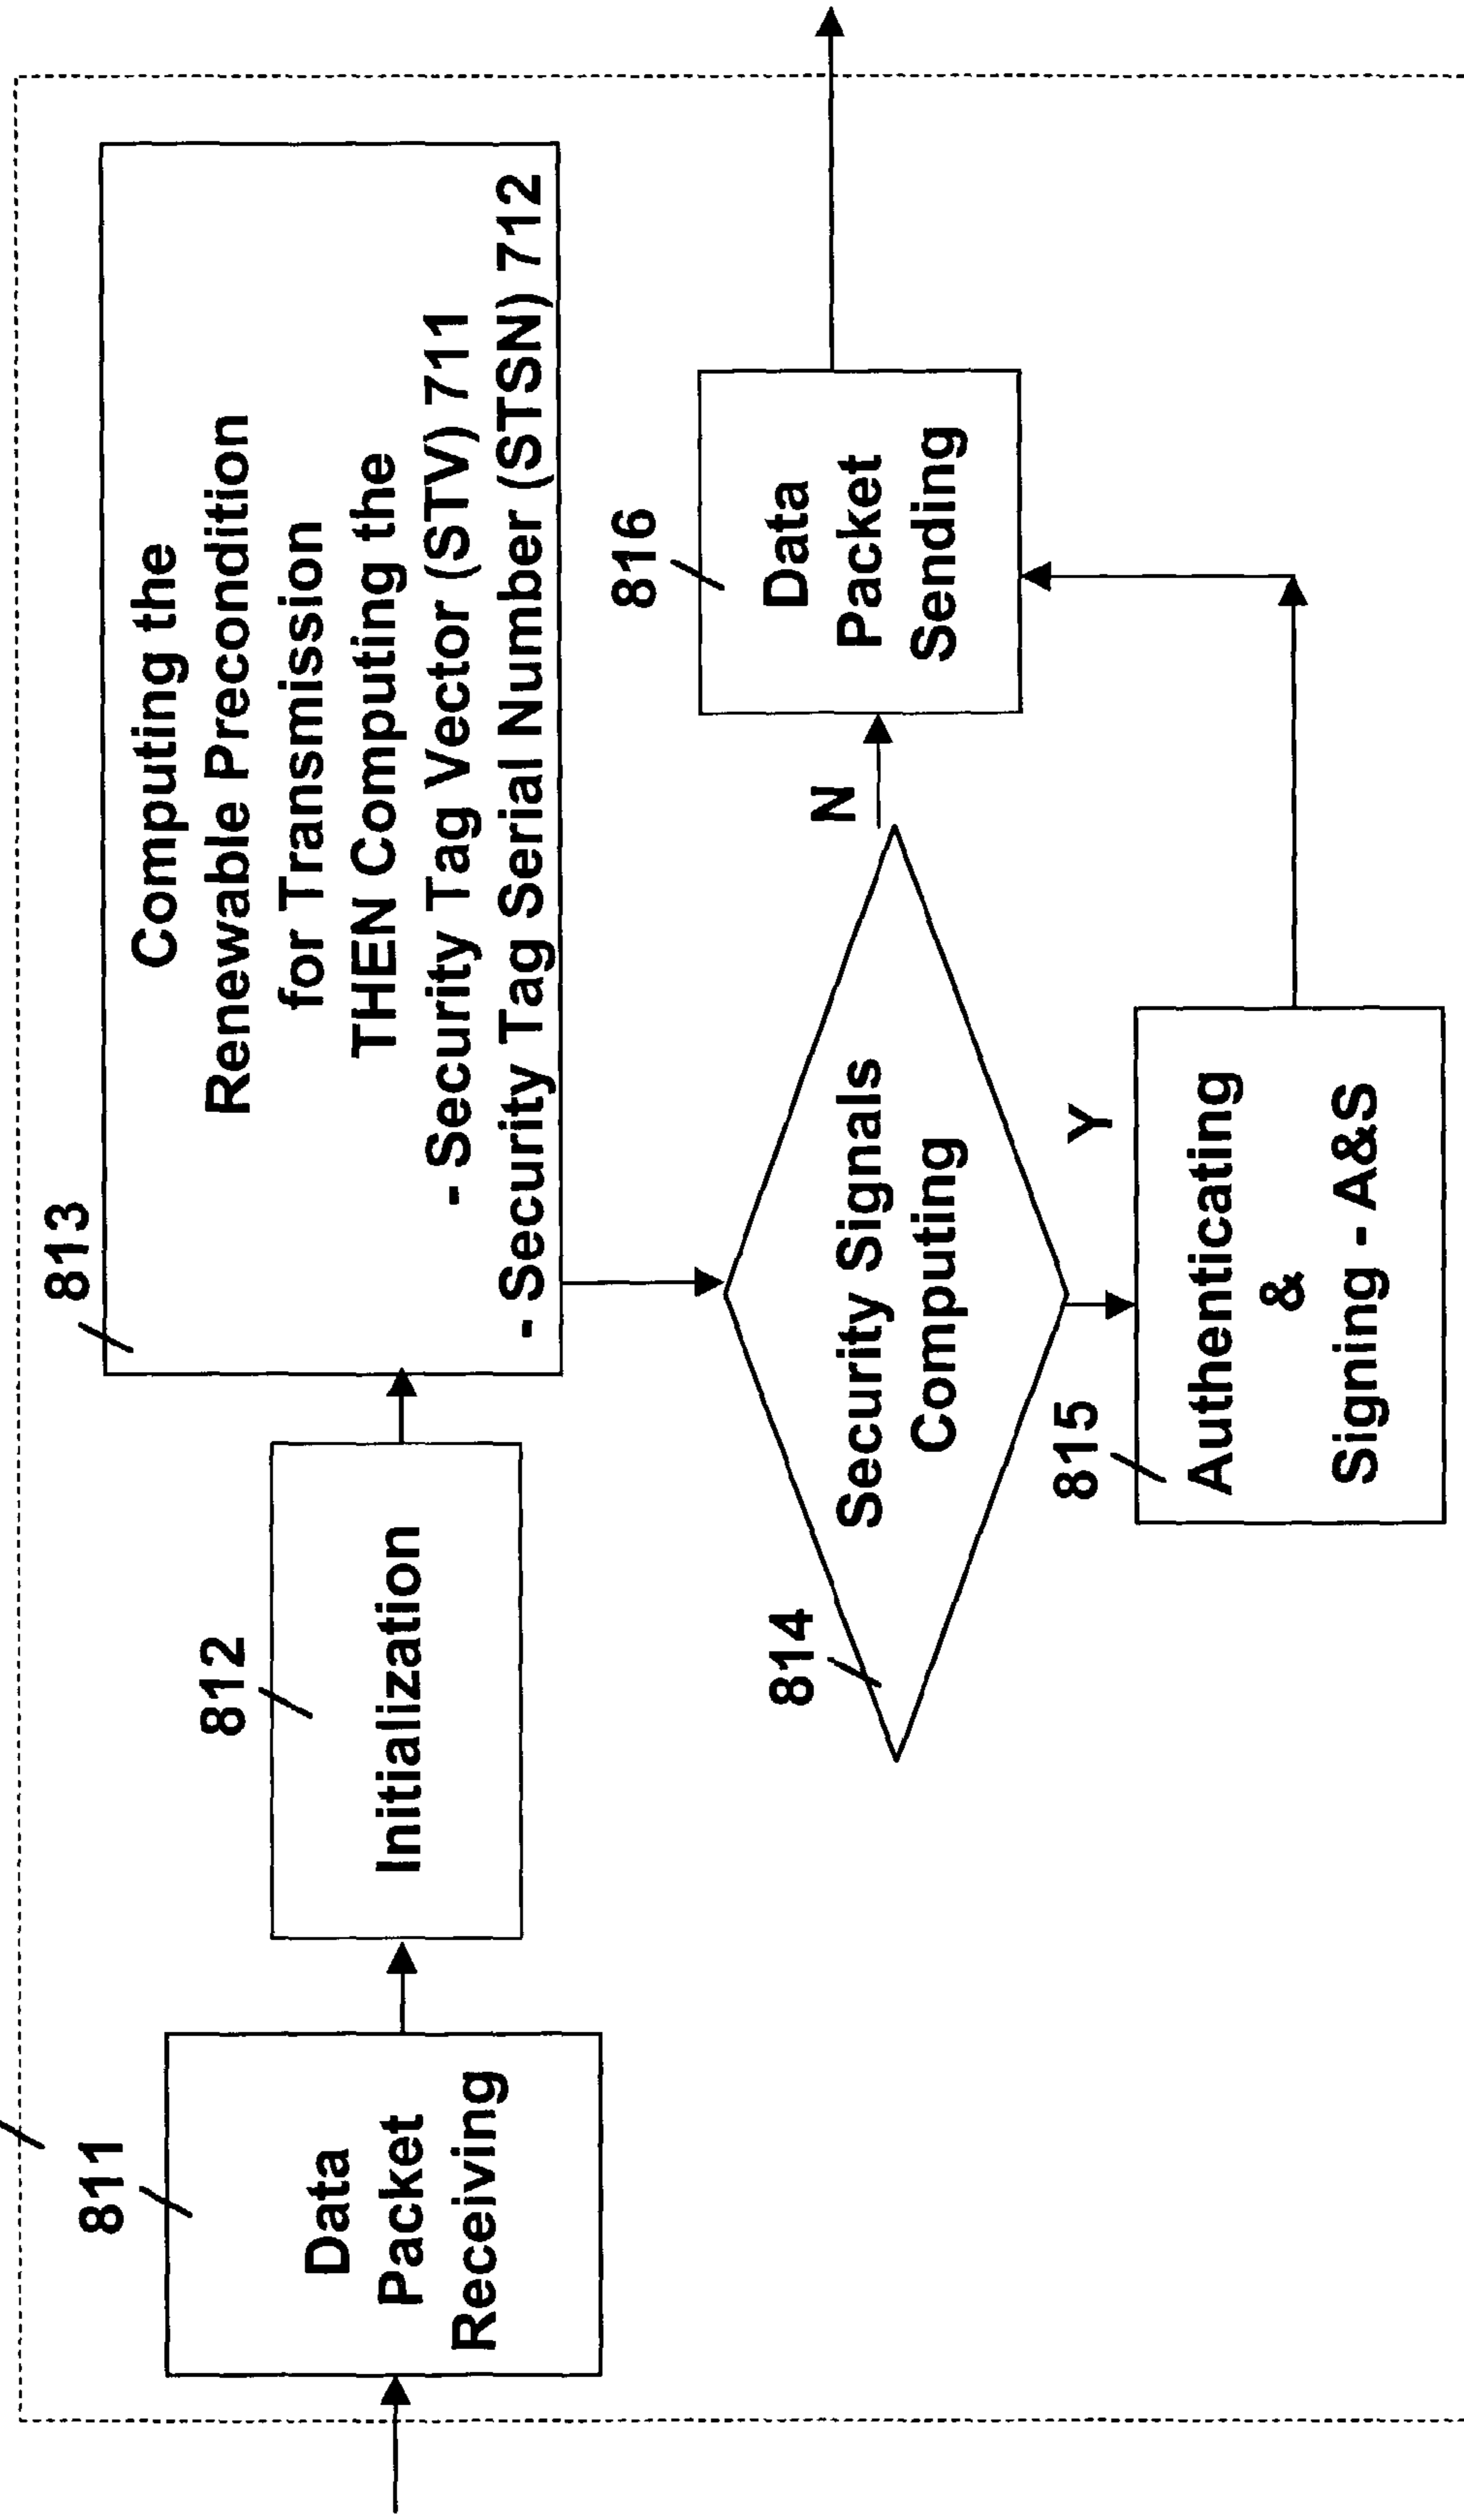 811
Data
Packet
Receiving
812
Initialization
813
Computing the
Renewable Precondition
for Transmission
THEN Computing the
- Security Tag Vector (STV) 711
- Security Tag Serial Number (STSN) 712
814
Security Signals
Computing
N
Y
815
Authenticating
&
Signing - A&S
816
Data
Packet
Sending